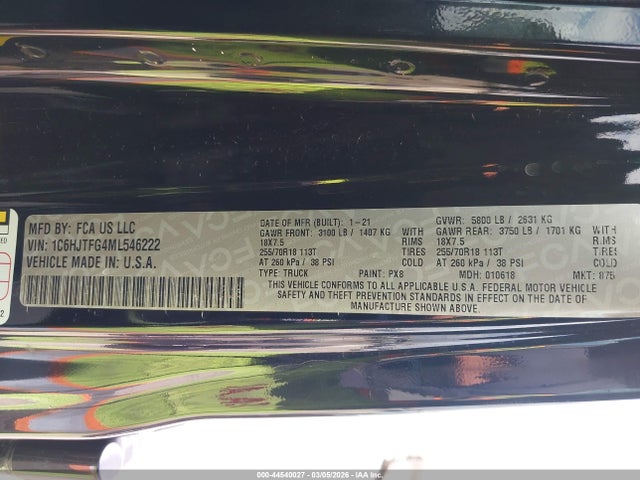 MFD BY: FCA US LLC
VIN: 1C6HJTFG4ML546222
VEHICLE MADE IN: U.S.A.
DATE OF MFR (BUILT): 1-21
GAWR FRONT: 3100 LB / 1407 KG WITH
18X7.5 RIMS
255/70R18 113T TIRES
AT 260 kPa / 38 PSI COLD
TYPE: TRUCK PAINT: PX8
GVWR: 5800 LB / 2631 KG
GAWR REAR: 3750 LB / 1701 KG WITH
18X7.5 RIMS
255/70R18 113T TIRES
AT 260 kPa / 38 PSI COLD
MDH: 010618 MKT: 875
THIS VEHICLE CONFORMS TO ALL APPLICABLE U.S.A. FEDERAL MOTOR VEHICLE
SAFETY AND THEFT PREVENTION STANDARDS IN EFFECT ON THE DATE OF
MANUFACTURE SHOWN ABOVE.
000-44540027 - 03/05/2026 - IAA Inc.